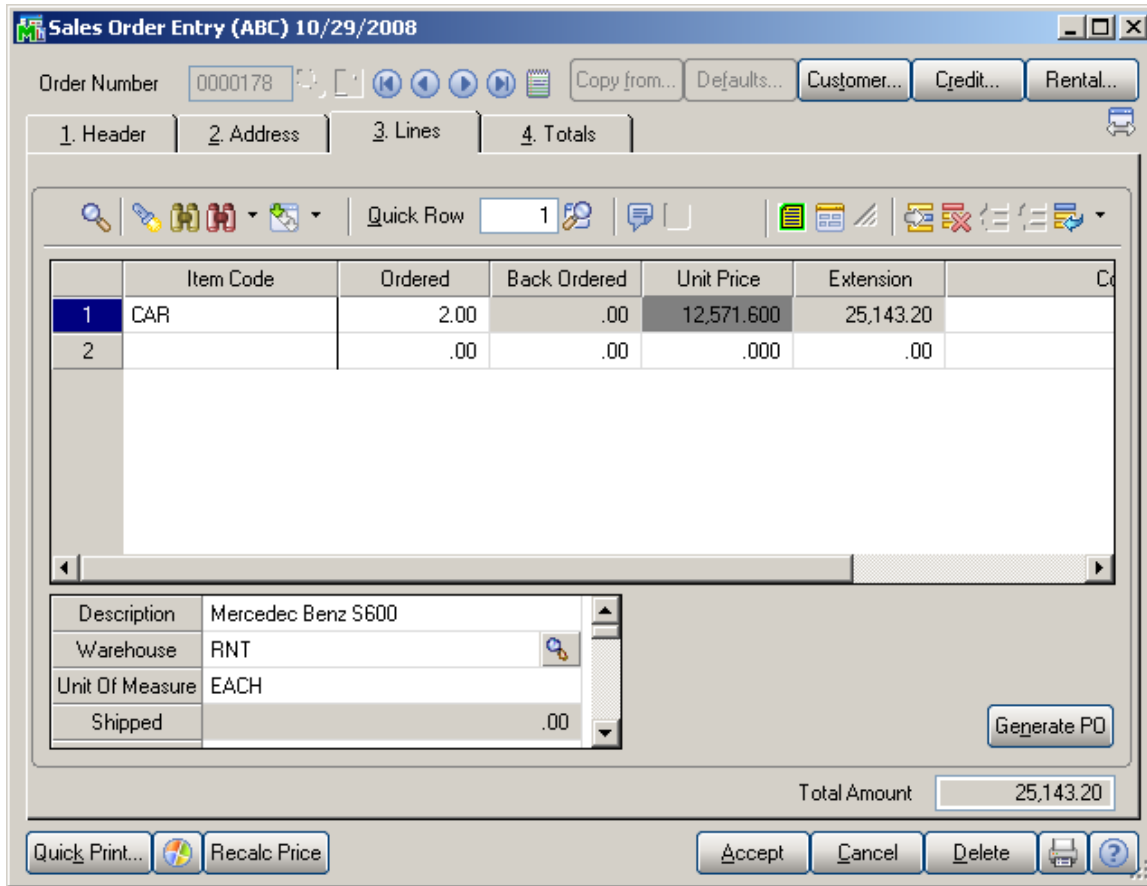 Sales Order Entry (ABC) 10/29/2008
Order Number 0000178 Copy from... Defaults... Customer... Credit... Rental...
1. Header 2. Address 3. Lines 4. Totals
Quick Row 1
Item Code Ordered Back Ordered Unit Price Extension
1 CAR 2.00 .00 12,571.600 25,143.20
2 .00 .00 .000 .00
Description Mercedec Benz S600
Warehouse RNT
Unit Of Measure EACH
Shipped .00
Generate PO
Total Amount 25,143.20
Quick Print... Recalc Price Accept Cancel Delete